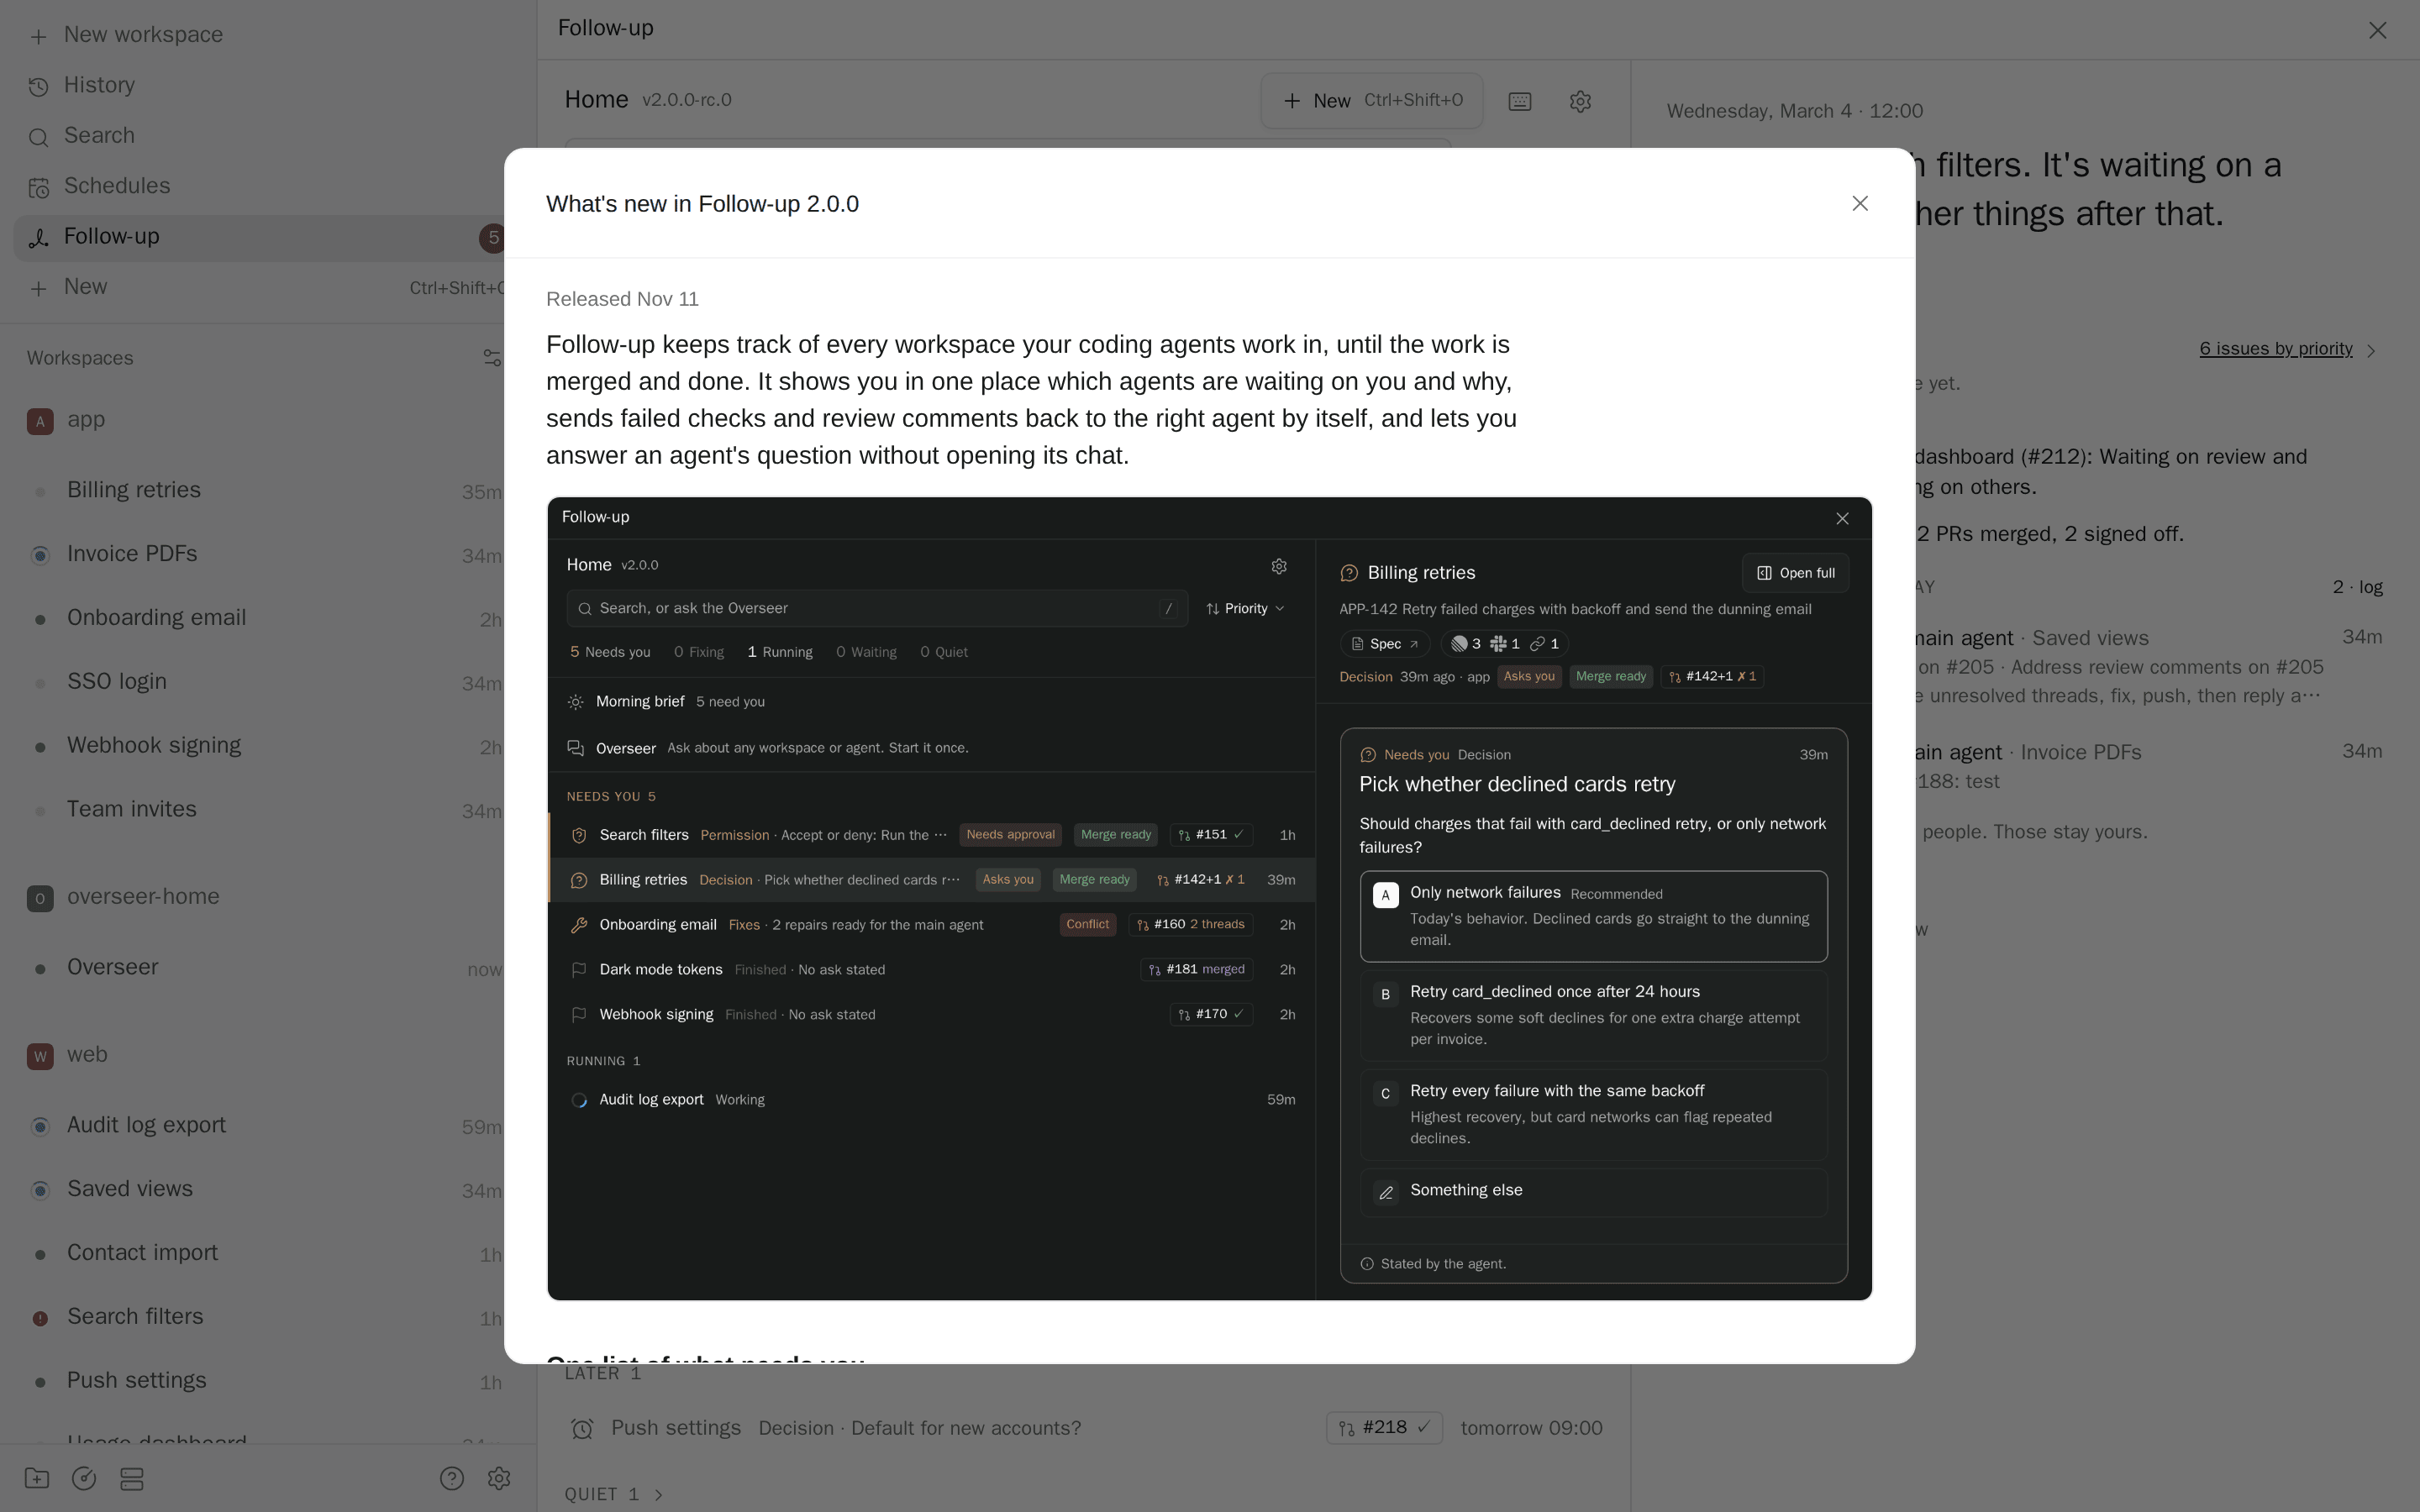 New workspace
History
Search
Schedules
Follow-up 5
New Ctrl+Shift+O
Workspaces
A app
Billing retries 35m
Invoice PDFs 34m
Onboarding email 2h
SSO login 34m
Webhook signing 2h
Team invites 34m
O overseer-home
Overseer now
W web
Audit log export 59m
Saved views 34m
Contact import 1h
Search filters 1h
Push settings 1h
Usage dashboard
Follow-up
Home v2.0.0-rc.0
New Ctrl+Shift+O
Wednesday, March 4 · 12:00
filters. It's waiting on a
things after that.
6 issues by priority
yet.
dashboard (#212): Waiting on review and
on others.
2 PRs merged, 2 signed off.
2 · log
agent · Saved views 34m
on #205 · Address review comments on #205
unresolved threads, fix, push, then reply a···
agent · Invoice PDFs 34m
188: test
people. Those stay yours.
What's new in Follow-up 2.0.0
Released Nov 11
Follow-up keeps track of every workspace your coding agents work in, until the work is
merged and done. It shows you in one place which agents are waiting on you and why,
sends failed checks and review comments back to the right agent by itself, and lets you
answer an agent's question without opening its chat.
Follow-up
Home v2.0.0
Search, or ask the Overseer /
Priority
5 Needs you 0 Fixing 1 Running 0 Waiting 0 Quiet
Morning brief 5 need you
Overseer Ask about any workspace or agent. Start it once.
NEEDS YOU 5
Search filters Permission · Accept or deny: Run the ··· Needs approval Merge ready #151 ✓ 1h
Billing retries Decision · Pick whether declined cards r··· Asks you Merge ready #142+1 ✗ 1 39m
Onboarding email Fixes · 2 repairs ready for the main agent Conflict #160 2 threads 2h
Dark mode tokens Finished · No ask stated #181 merged 2h
Webhook signing Finished · No ask stated #170 ✓ 2h
RUNNING 1
Audit log export Working 59m
Billing retries
Open full
APP-142 Retry failed charges with backoff and send the dunning email
Spec 3 1 1
Decision 39m ago · app Asks you Merge ready #142+1 ✗ 1
Needs you Decision 39m
Pick whether declined cards retry
Should charges that fail with card_declined retry, or only network
failures?
A Only network failures Recommended
Today's behavior. Declined cards go straight to the dunning
email.
B Retry card_declined once after 24 hours
Recovers some soft declines for one extra charge attempt
per invoice.
C Retry every failure with the same backoff
Highest recovery, but card networks can flag repeated
declines.
Something else
Stated by the agent.
One list of what needs you
LATER 1
Push settings Decision · Default for new accounts? #218 ✓ tomorrow 09:00
QUIET 1